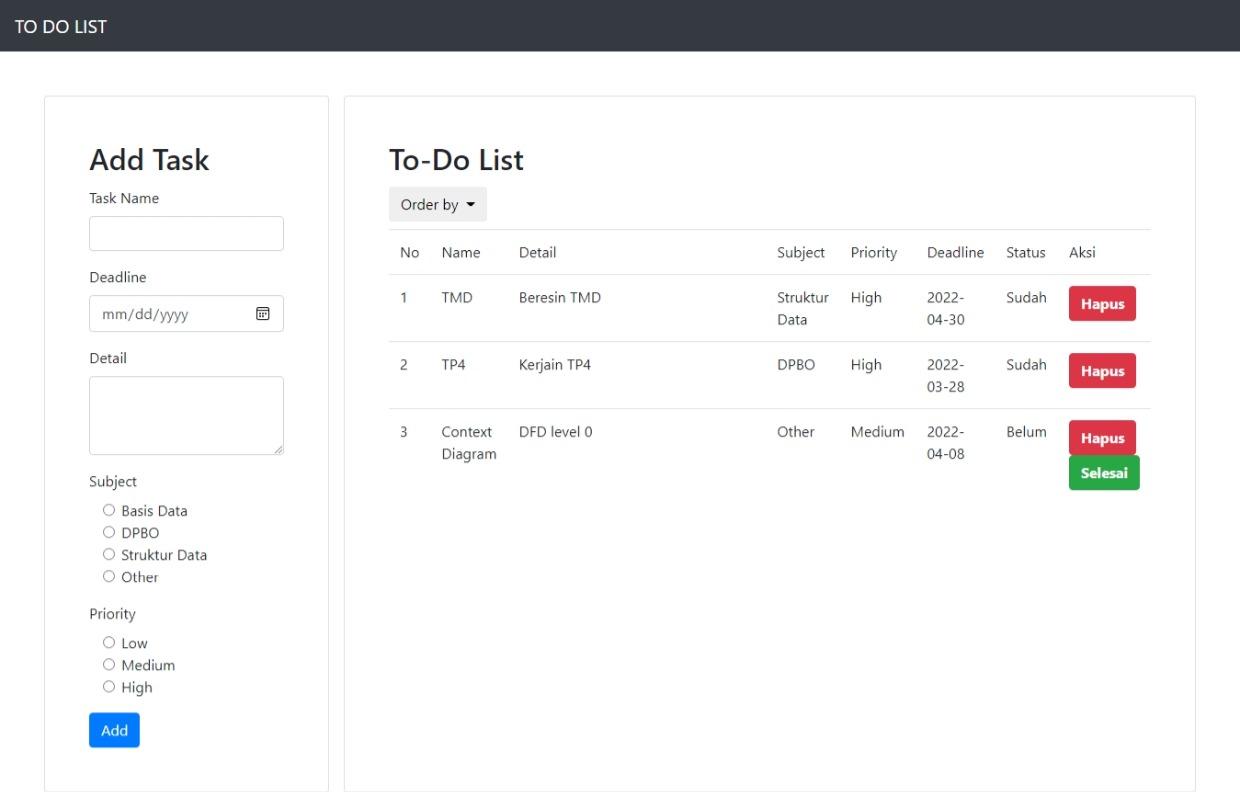 TO DO LIST
Add Task
Task Name
Deadline
mm/dd/yyyy
Detail
Subject
Basis Data
DPBO
Struktur Data
Other
Priority
Low
Medium
High
Add
To-Do List
Order by
No Name Detail Subject Priority Deadline Status Aksi
1 TMD Beresin TMD Struktur High 2022- Sudah Hapus
Data 04-30
2 TP4 Kerjain TP4 DPBO High 2022- Sudah Hapus
03-28
3 Context DFD level 0 Other Medium 2022- Belum Hapus
Diagram 04-08
Selesai